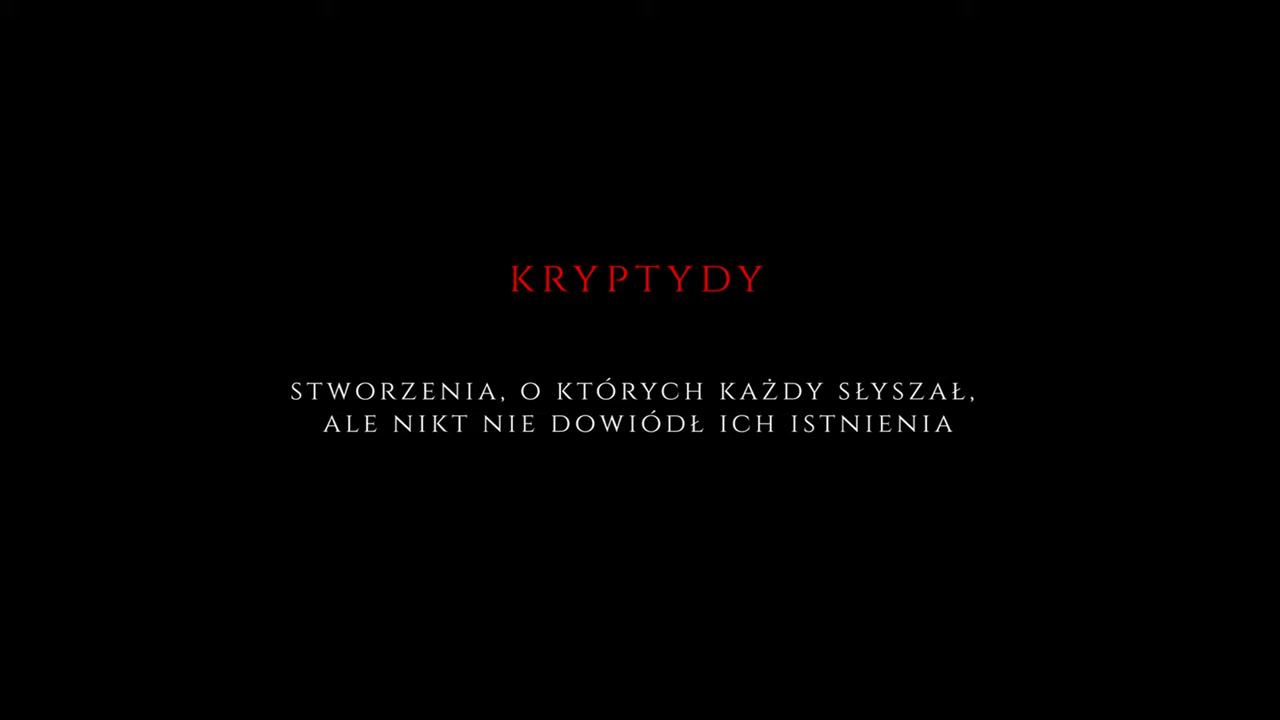 KRYPTYDY
STWORZENIA, O KTÓRYCH KAŻDY SŁYSZAŁ,
ALE NIKT NIE DOWIÓDŁ ICH ISTNIENIA